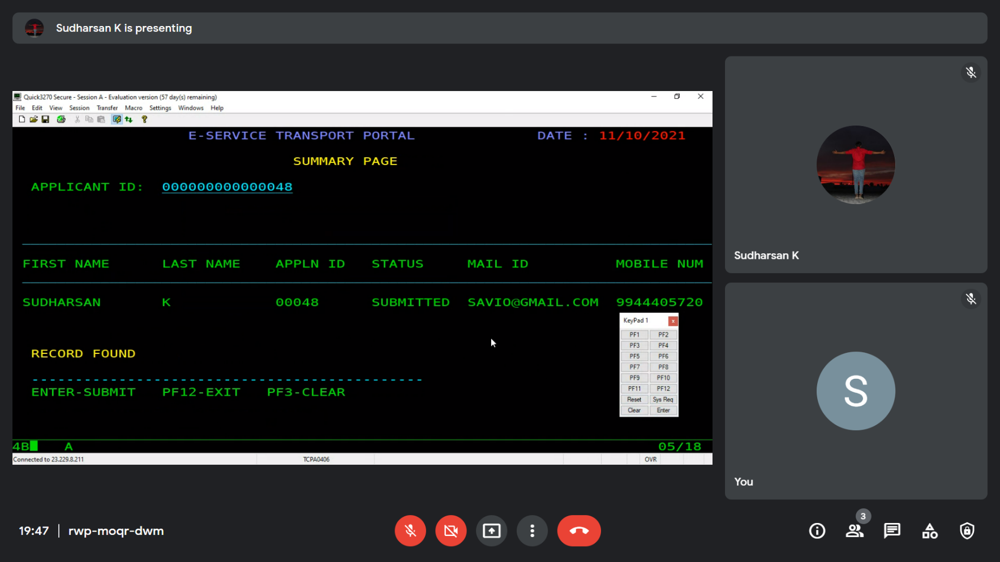 Sudharsan K is presenting
Quick3270 Secure - Session A - Evaluation version (57 day(s) remaining)
File Edit View Session Transfer Macro Settings Windows Help
E-SERVICE TRANSPORT PORTAL DATE : 11/10/2021
SUMMARY PAGE
APPLICANT ID: 000000000000048
FIRST NAME LAST NAME APPLN ID STATUS MAIL ID MOBILE NUM
SUDHARSAN K 00048 SUBMITTED SAVIO@GMAIL.COM 9944405720
KeyPad 1 x
PF1 PF2
PF3 PF4
PF5 PF6
PF7 PF8
PF9 PF10
PF11 PF12
Reset Sys Req
Clear Enter
RECORD FOUND
---------------------------------------------
ENTER-SUBMIT PF12-EXIT PF3-CLEAR
4B A 05/18
Connected to 23.229.8.211 TCPA0406 OVR
Sudharsan K
S
You
19:47 | rwp-moqr-dwm
3